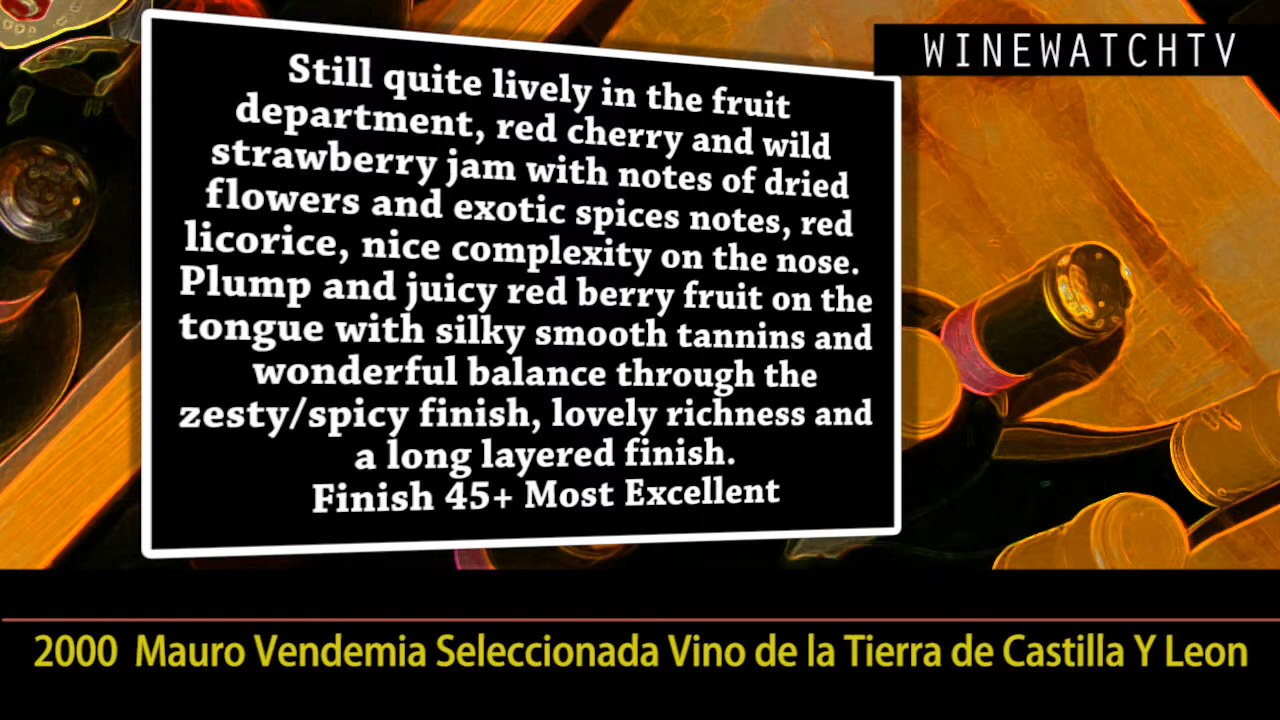 WINEWATCHTV
Still quite lively in the fruit
department, red cherry and wild
strawberry jam with notes of dried
flowers and exotic spices notes, red
licorice, nice complexity on the nose.
Plump and juicy red berry fruit on the
tongue with silky smooth tannins and
wonderful balance through the
zesty/spicy finish, lovely richness and
a long layered finish.
Finish 45+ Most Excellent
2000 Mauro Vendemia Seleccionada Vino de la Tierra de Castilla Y Leon